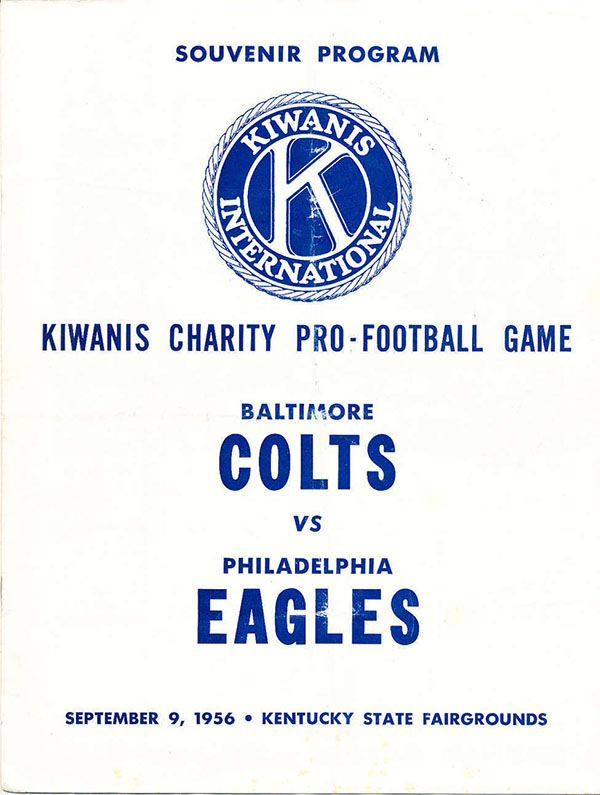 SOUVENIR PROGRAM
KIWANIS
K
INTERNATIONAL
KIWANIS CHARITY PRO-FOOTBALL GAME
BALTIMORE
COLTS
VS
PHILADELPHIA
EAGLES
SEPTEMBER 9, 1956 • KENTUCKY STATE FAIRGROUNDS